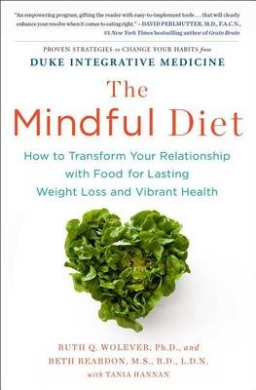 "An empowering program, gifting the reader with easy-to-implement tools . . . that will clearly
enhance your resolve when it comes to eating right."—DAVID PERLMUTTER, M.D., F.A.C.N.,
#1 New York Times bestselling author of Grain Brain
PROVEN STRATEGIES to CHANGE YOUR HABITS from
DUKE INTEGRATIVE MEDICINE
The
Mindful Diet
How to Transform Your Relationship
with Food for Lasting
Weight Loss and Vibrant Health
RUTH Q. WOLEVER, Ph.D., and
BETH REARDON, M.S., R.D., L.D.N.
with TANIA HANNAN